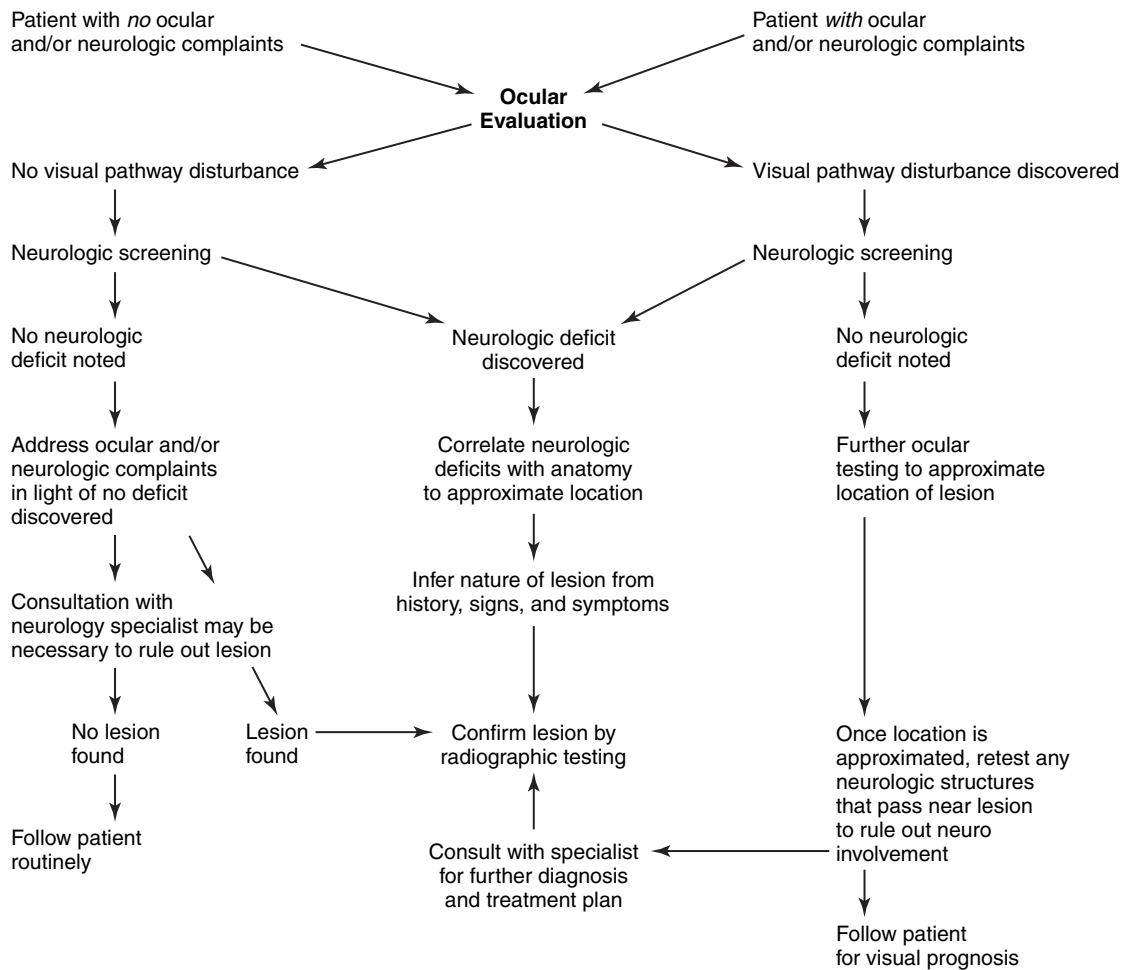 Patient with no ocular
and/or neurologic complaints
Patient with ocular
and/or neurologic complaints
Ocular
Evaluation
No visual pathway disturbance
Visual pathway disturbance discovered
Neurologic screening
Neurologic screening
No neurologic
deficit noted
Neurologic deficit
discovered
No neurologic
deficit noted
Address ocular and/or
neurologic complaints
in light of no deficit
discovered
Correlate neurologic
deficits with anatomy
to approximate location
Further ocular
testing to approximate
location of lesion
Infer nature of lesion from
history, signs, and symptoms
Consultation with
neurology specialist may be
necessary to rule out lesion
No lesion
found
Lesion
found
Confirm lesion by
radiographic testing
Once location is
approximated, retest any
neurologic structures
that pass near lesion
to rule out neuro
involvement
Follow patient
routinely
Consult with specialist
for further diagnosis
and treatment plan
Follow patient
for visual prognosis